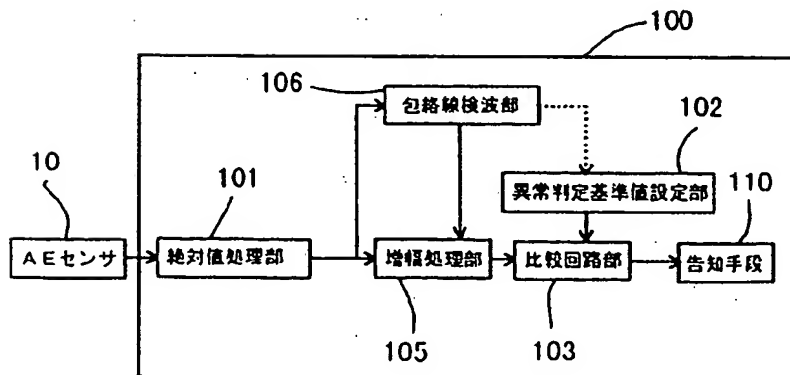 100
106
包絡線検波部
102
10
101
異常判定基準値設定部
110
AEセンサ
絶対値処理部
増幅処理部
比較回路部
告知手段
105
103